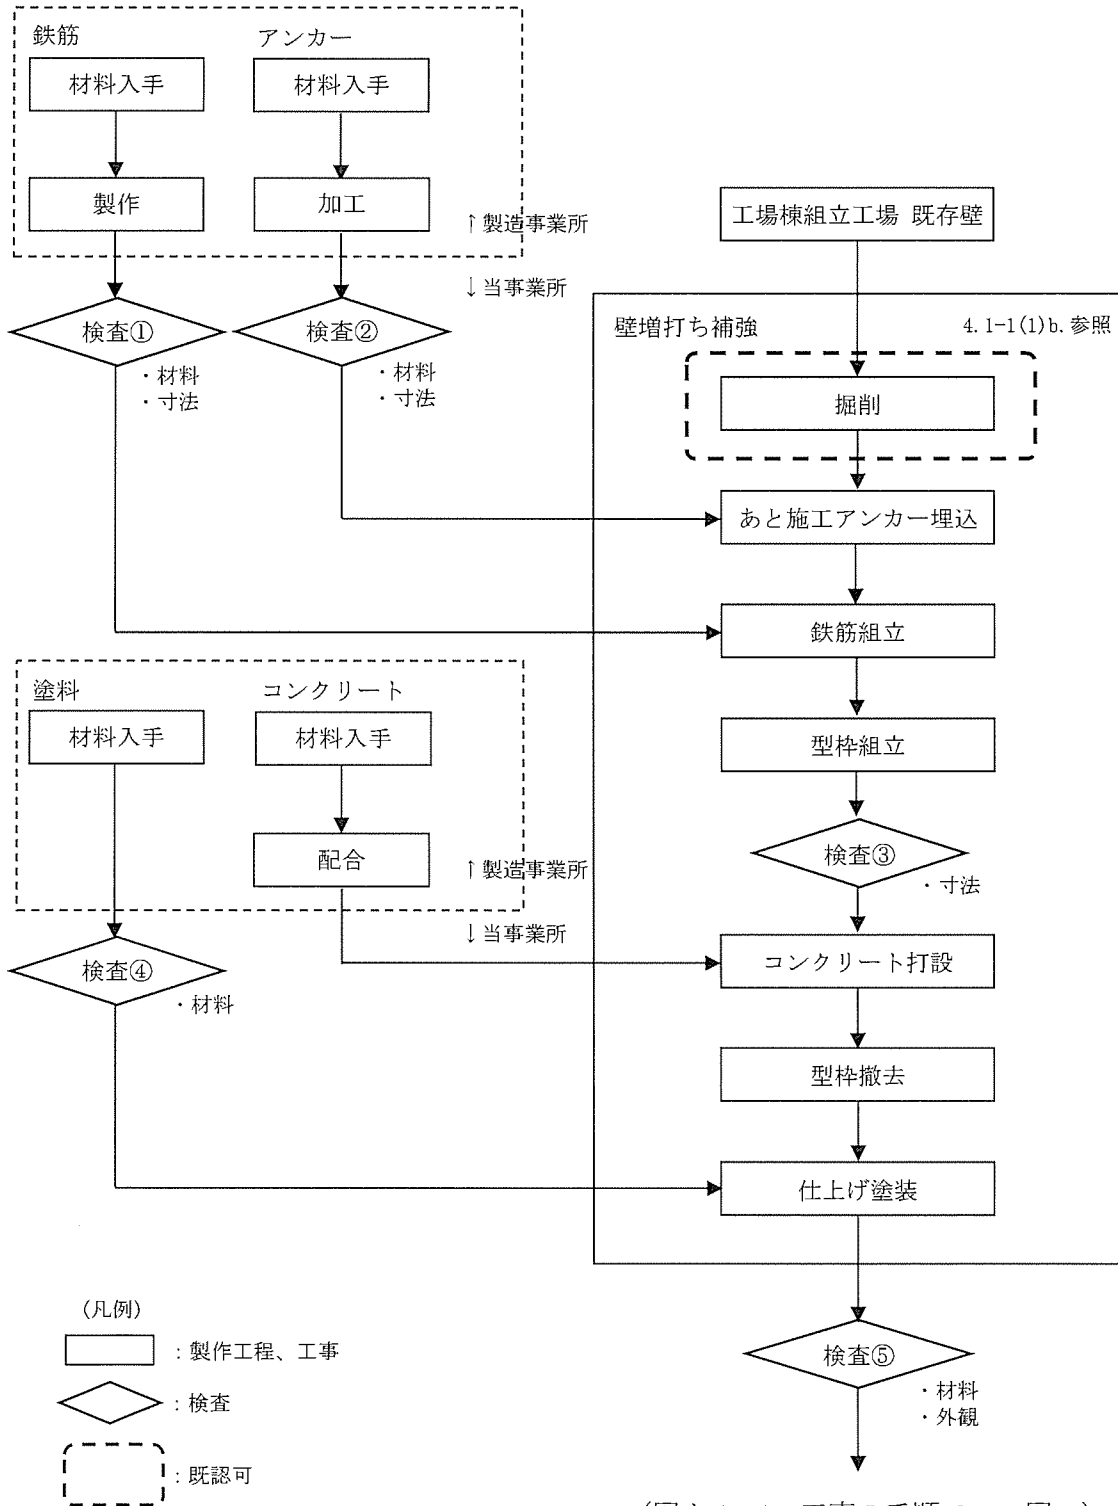 鉄筋
アンカー
材料入手
材料入手
製作
加工
↑製造事業所
↓当事業所
検査①
・材料
・寸法
検査②
・材料
・寸法
工場棟組立工場 既存壁
壁増打ち補強
4.1-1(1)b.参照
掘削
あと施工アンカー埋込
鉄筋組立
型枠組立
検査③
・寸法
塗料
コンクリート
材料入手
材料入手
配合
↑製造事業所
↓当事業所
検査④
・材料
コンクリート打設
型枠撤去
仕上げ塗装
検査⑤
・材料
・外観
(凡例)
：製作工程、工事
：検査
：既認可